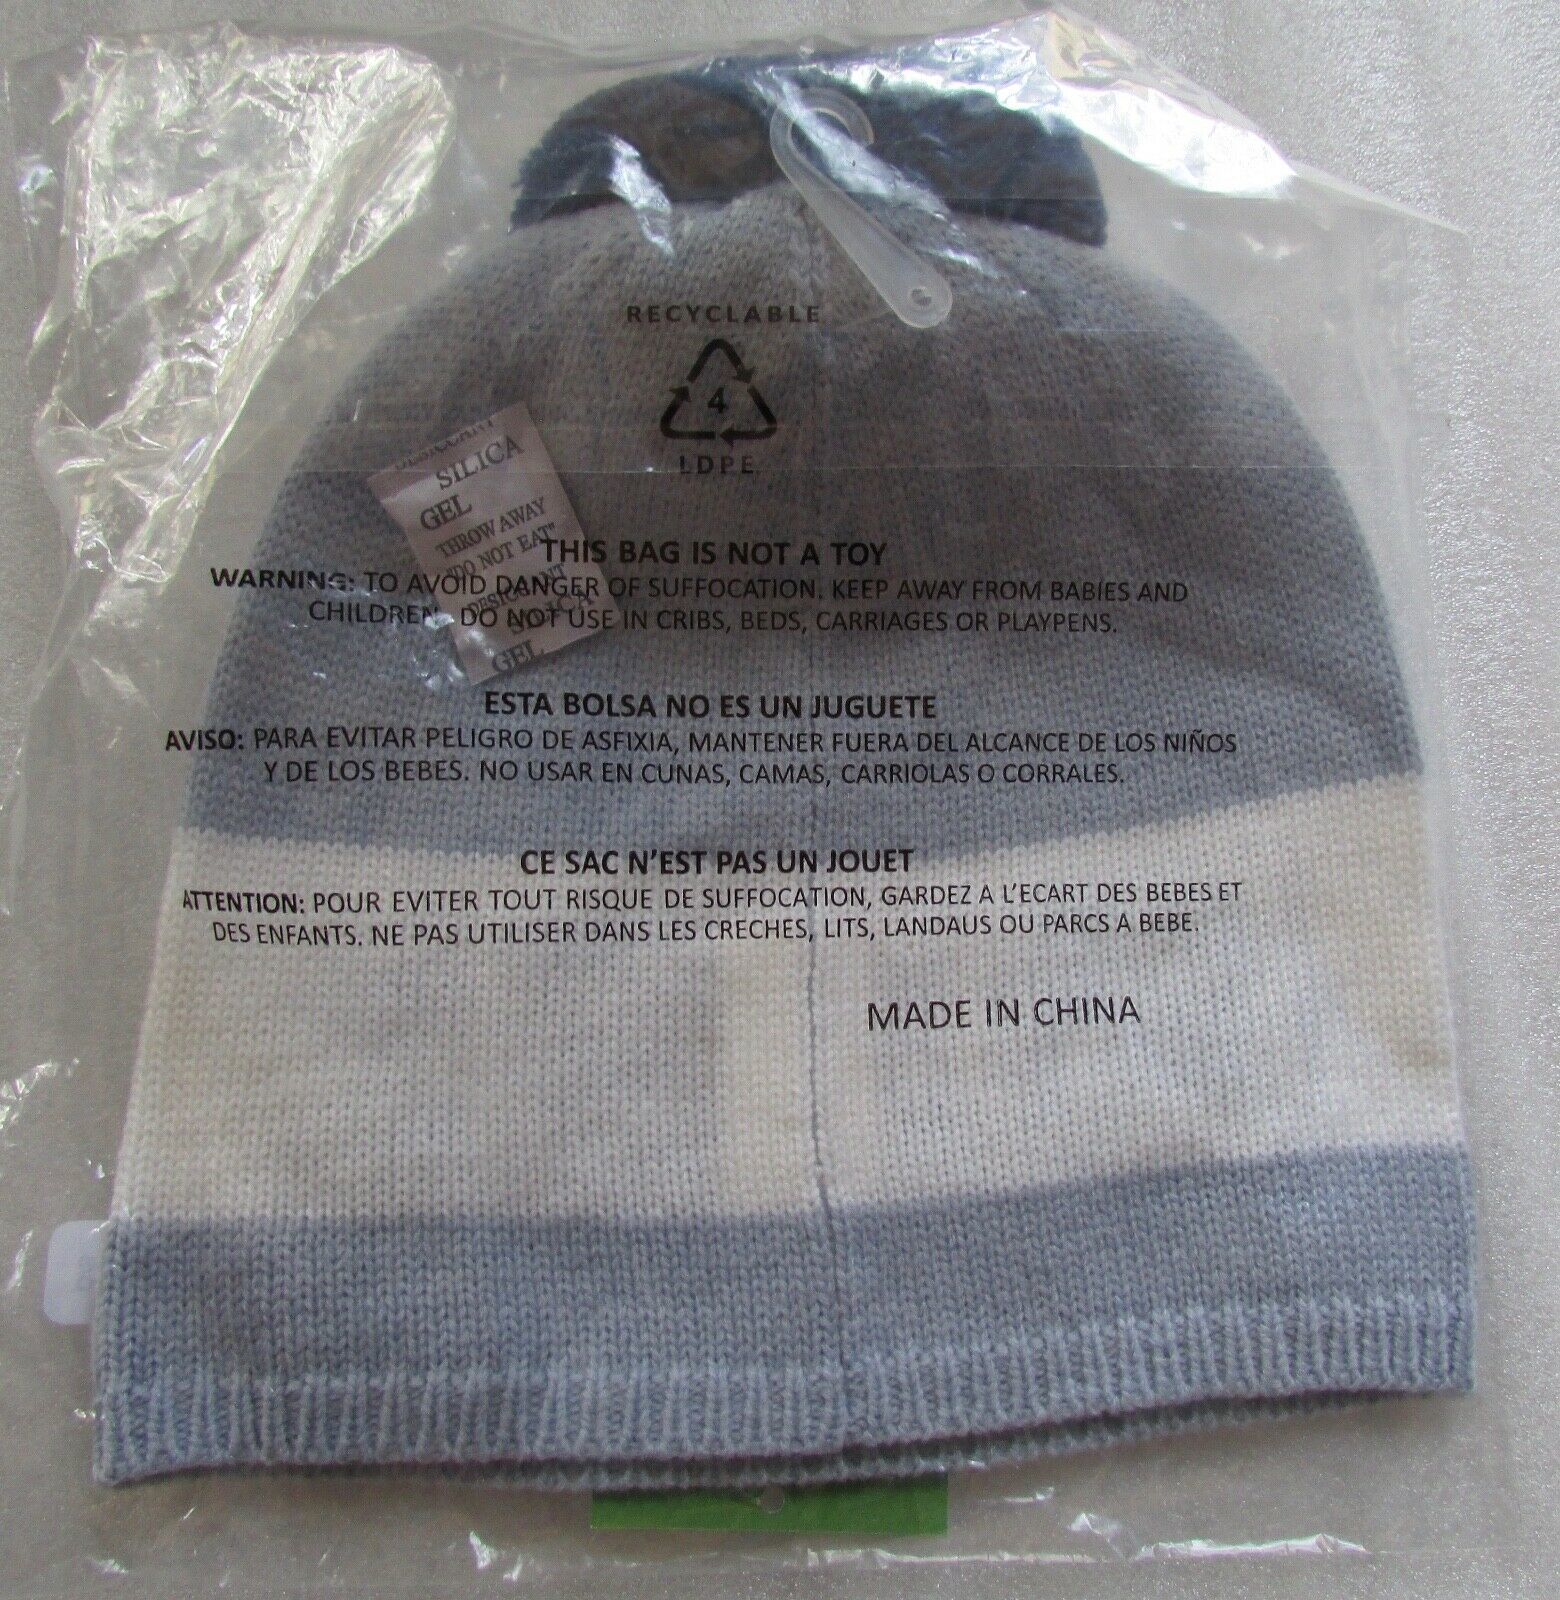 RECYCLABLE
4
LDPE
SILICA
GEL
THROW AWAY
"DO NOT EAT"
DESICCANT
GEL
THIS BAG IS NOT A TOY
WARNING: TO AVOID DANGER OF SUFFOCATION. KEEP AWAY FROM BABIES AND
CHILDREN. DO NOT USE IN CRIBS, BEDS, CARRIAGES OR PLAYPENS.
ESTA BOLSA NO ES UN JUGUETE
AVISO: PARA EVITAR PELIGRO DE ASFIXIA, MANTENER FUERA DEL ALCANCE DE LOS NIÑOS
Y DE LOS BEBES. NO USAR EN CUNAS, CAMAS, CARRIOLAS O CORRALES.
CE SAC N'EST PAS UN JOUET
ATTENTION: POUR EVITER TOUT RISQUE DE SUFFOCATION, GARDEZ A L'ECART DES BEBES ET
DES ENFANTS. NE PAS UTILISER DANS LES CRECHES, LITS, LANDAUS OU PARCS A BEBE.
MADE IN CHINA